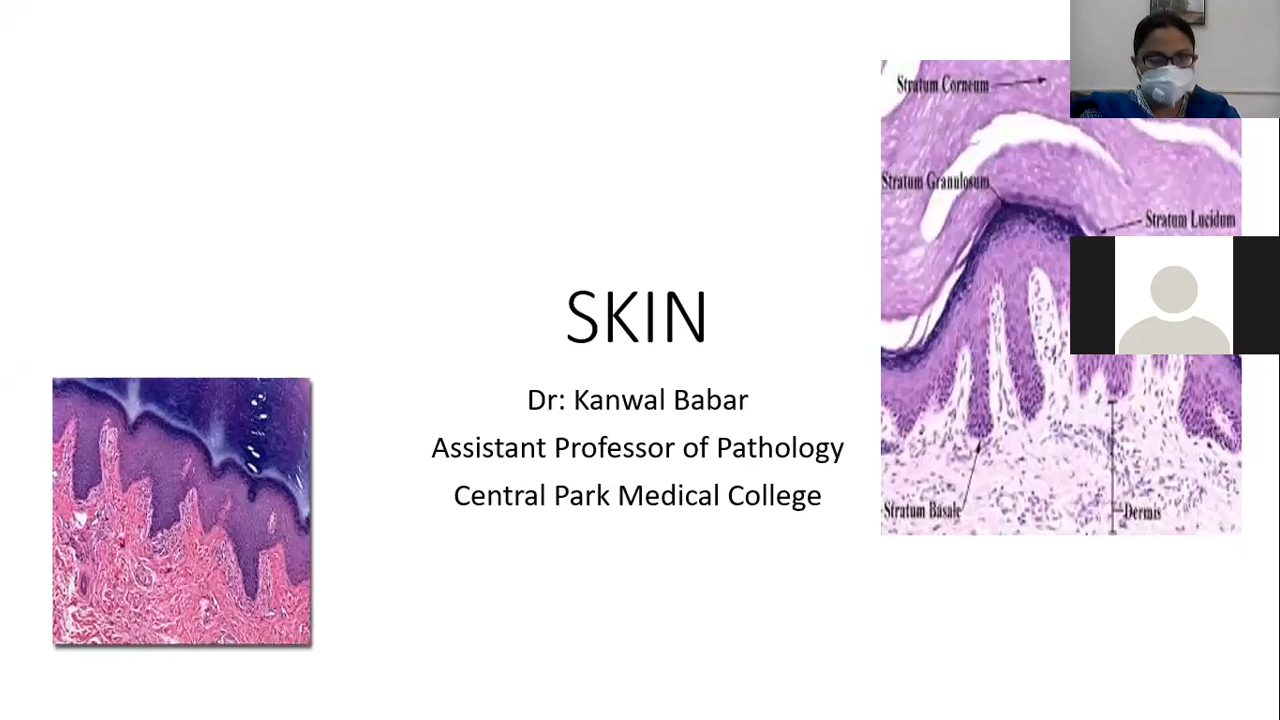 Stratum Corneum
Stratum Granulosum
Stratum Lucidum
SKIN
Dr: Kanwal Babar
Assistant Professor of Pathology
Central Park Medical College
Stratum Basale
Dermis